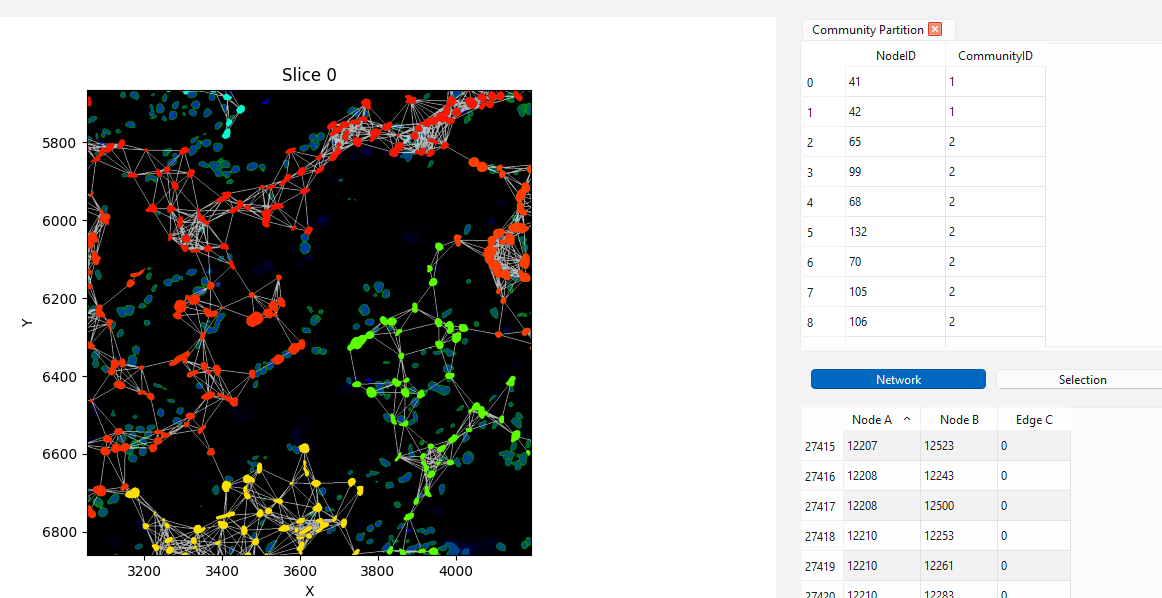 Slice 0
5800
6000
6200
6400
6600
6800
Y
3200 3400 3600 3800 4000
X
Community Partition
NodeID CommunityID
0 41 1
1 42 1
2 65 2
3 99 2
4 68 2
5 132 2
6 70 2
7 105 2
8 106 2
Network Selection
Node A Node B Edge C
27415 12207 12523 0
27416 12208 12243 0
27417 12208 12500 0
27418 12210 12253 0
27419 12210 12261 0
27420 12210 12283 0